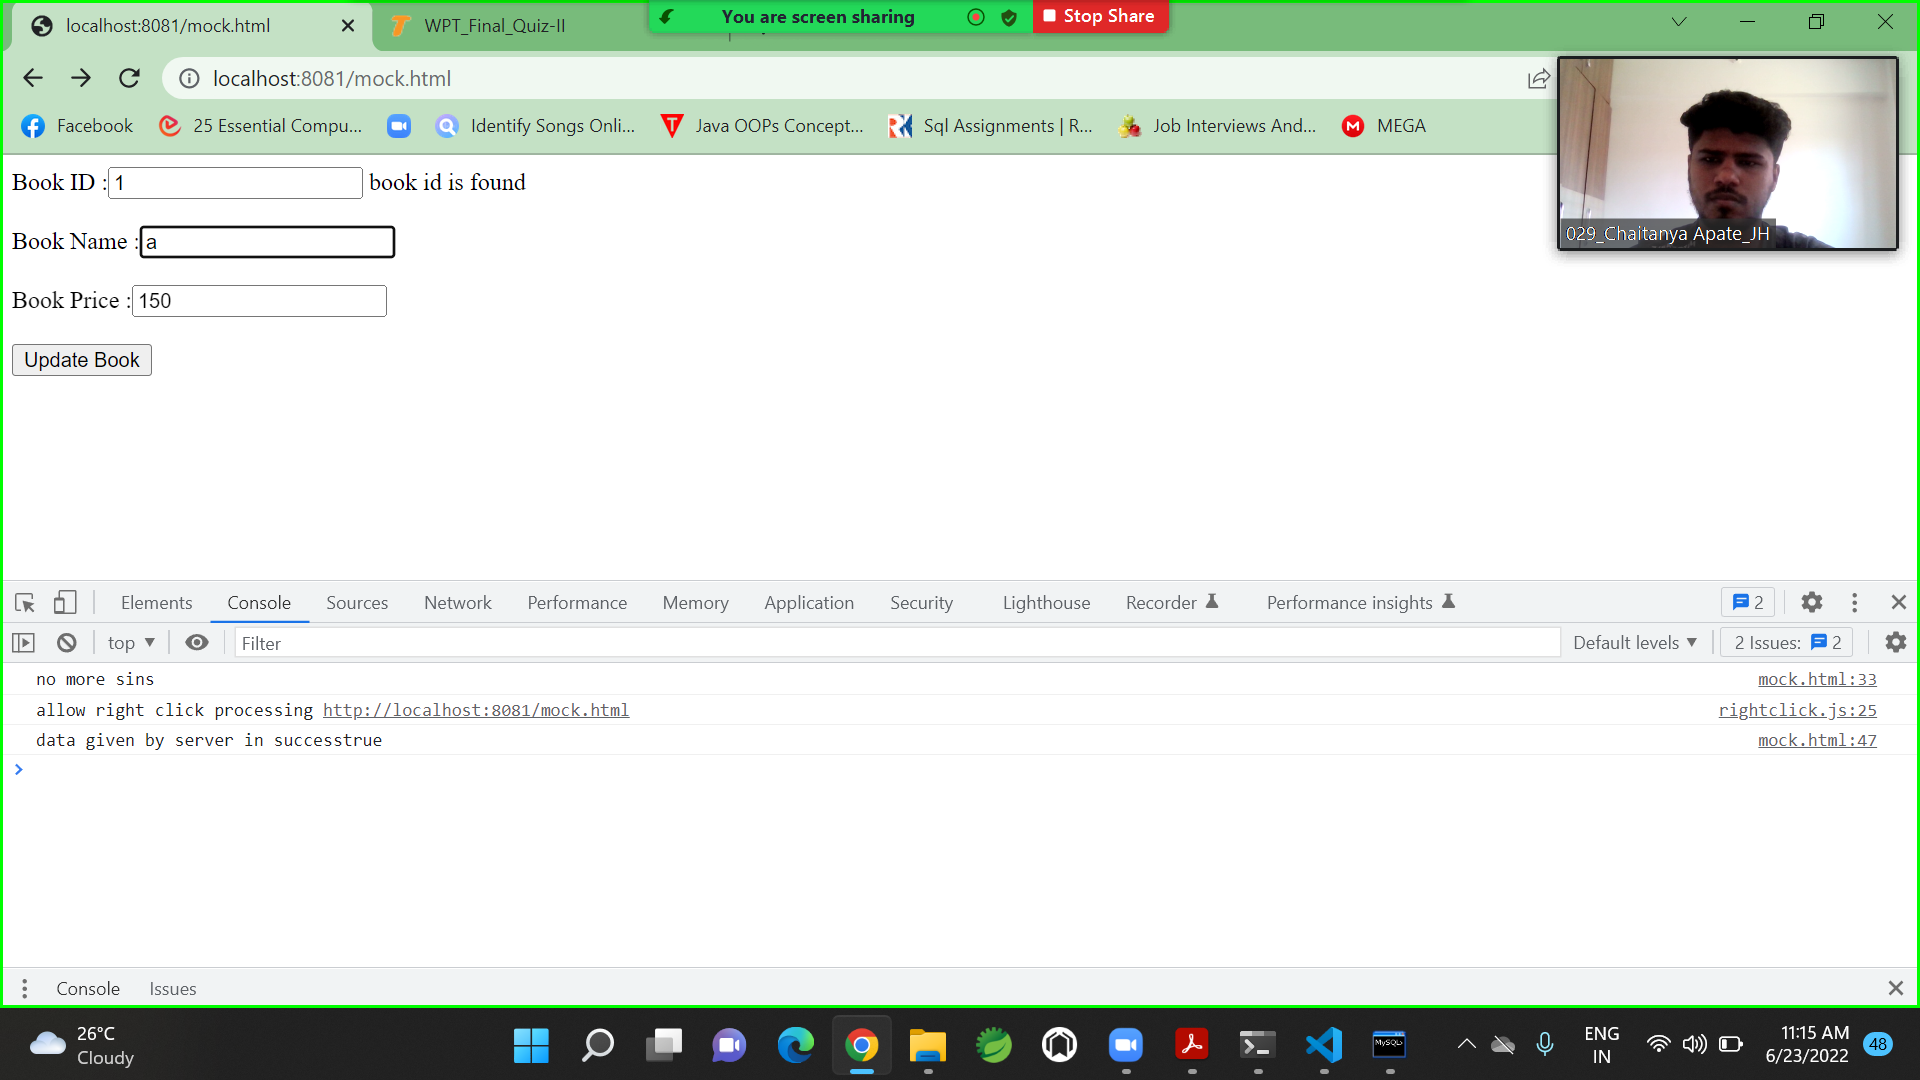 localhost:8081/mock.html
WPT_Final_Quiz-II
You are screen sharing
Stop Share
localhost:8081/mock.html
Facebook
25 Essential Compu...
Identify Songs Onli...
Java OOPs Concept...
Sql Assignments | R...
Job Interviews And...
MEGA
029_Chaitanya Apate_JH
Book ID : 1 book id is found
Book Name : a
Book Price : 150
Update Book
Elements Console Sources Network Performance Memory Application Security Lighthouse Recorder Performance insights 2
top Filter Default levels 2 Issues: 2
no more sins mock.html:33
allow right click processing http://localhost:8081/mock.html rightclick.js:25
data given by server in successtrue mock.html:47
Console Issues
26°C
Cloudy
MySQL>
ENG
IN
11:15 AM
6/23/2022
48